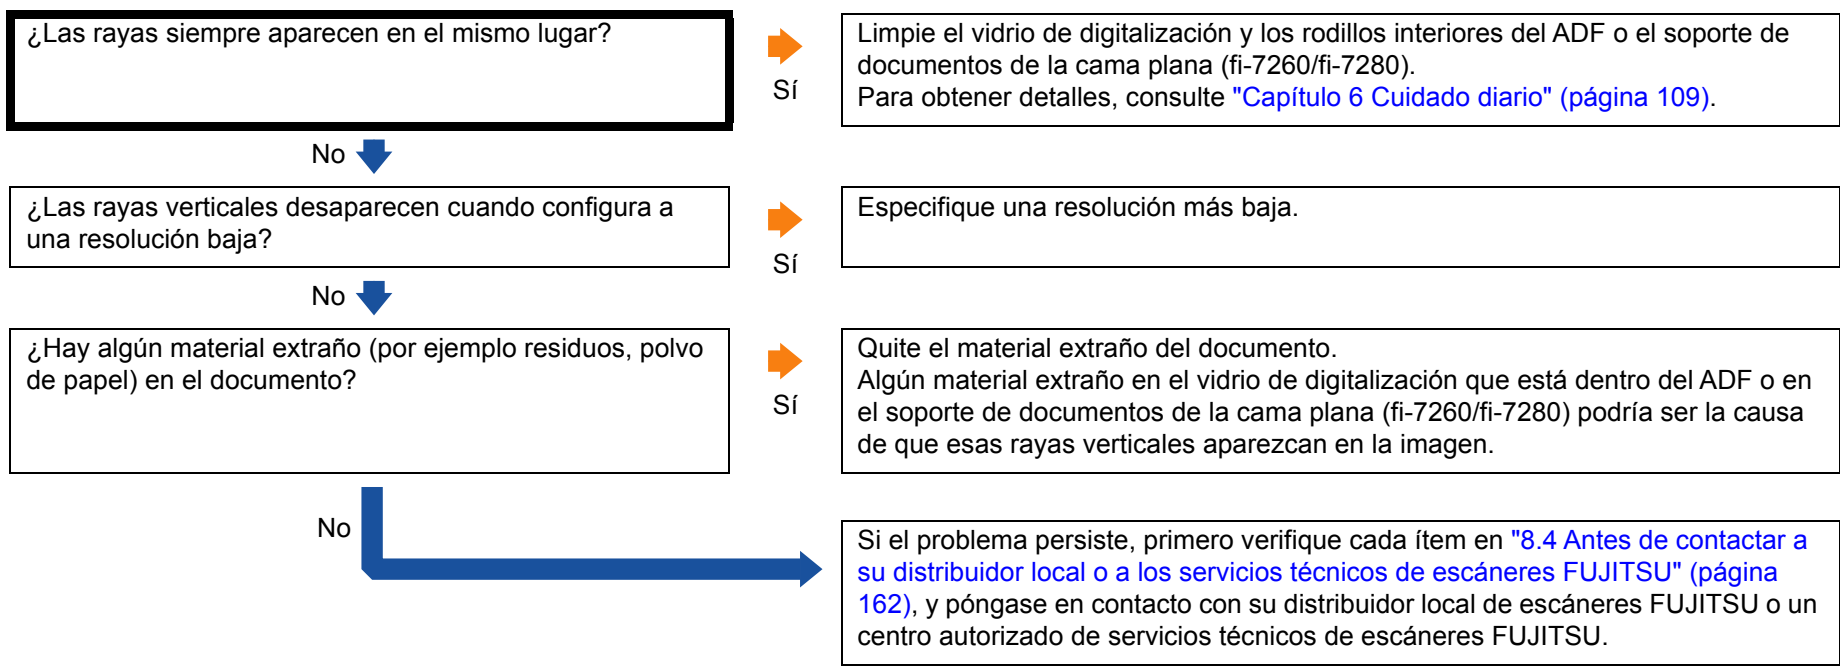 ¿Las rayas siempre aparecen en el mismo lugar?
Sí
Limpie el vidrio de digitalización y los rodillos interiores del ADF o el soporte de
documentos de la cama plana (fi-7260/fi-7280).
Para obtener detalles, consulte "Capítulo 6 Cuidado diario" (página 109).
No
¿Las rayas verticales desaparecen cuando configura a
una resolución baja?
Sí
Especifique una resolución más baja.
No
¿Hay algún material extraño (por ejemplo residuos, polvo
de papel) en el documento?
Sí
Quite el material extraño del documento.
Algún material extraño en el vidrio de digitalización que está dentro del ADF o en
el soporte de documentos de la cama plana (fi-7260/fi-7280) podría ser la causa
de que esas rayas verticales aparezcan en la imagen.
No
Si el problema persiste, primero verifique cada ítem en "8.4 Antes de contactar a
su distribuidor local o a los servicios técnicos de escáneres FUJITSU" (página
162), y póngase en contacto con su distribuidor local de escáneres FUJITSU o un
centro autorizado de servicios técnicos de escáneres FUJITSU.